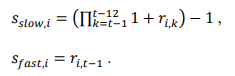 s_{slow,i} = (∏_{k=t−1}^{t−12} 1 + r_{i,k}) − 1 ,
s_{fast,i} = r_{i,t−1} .